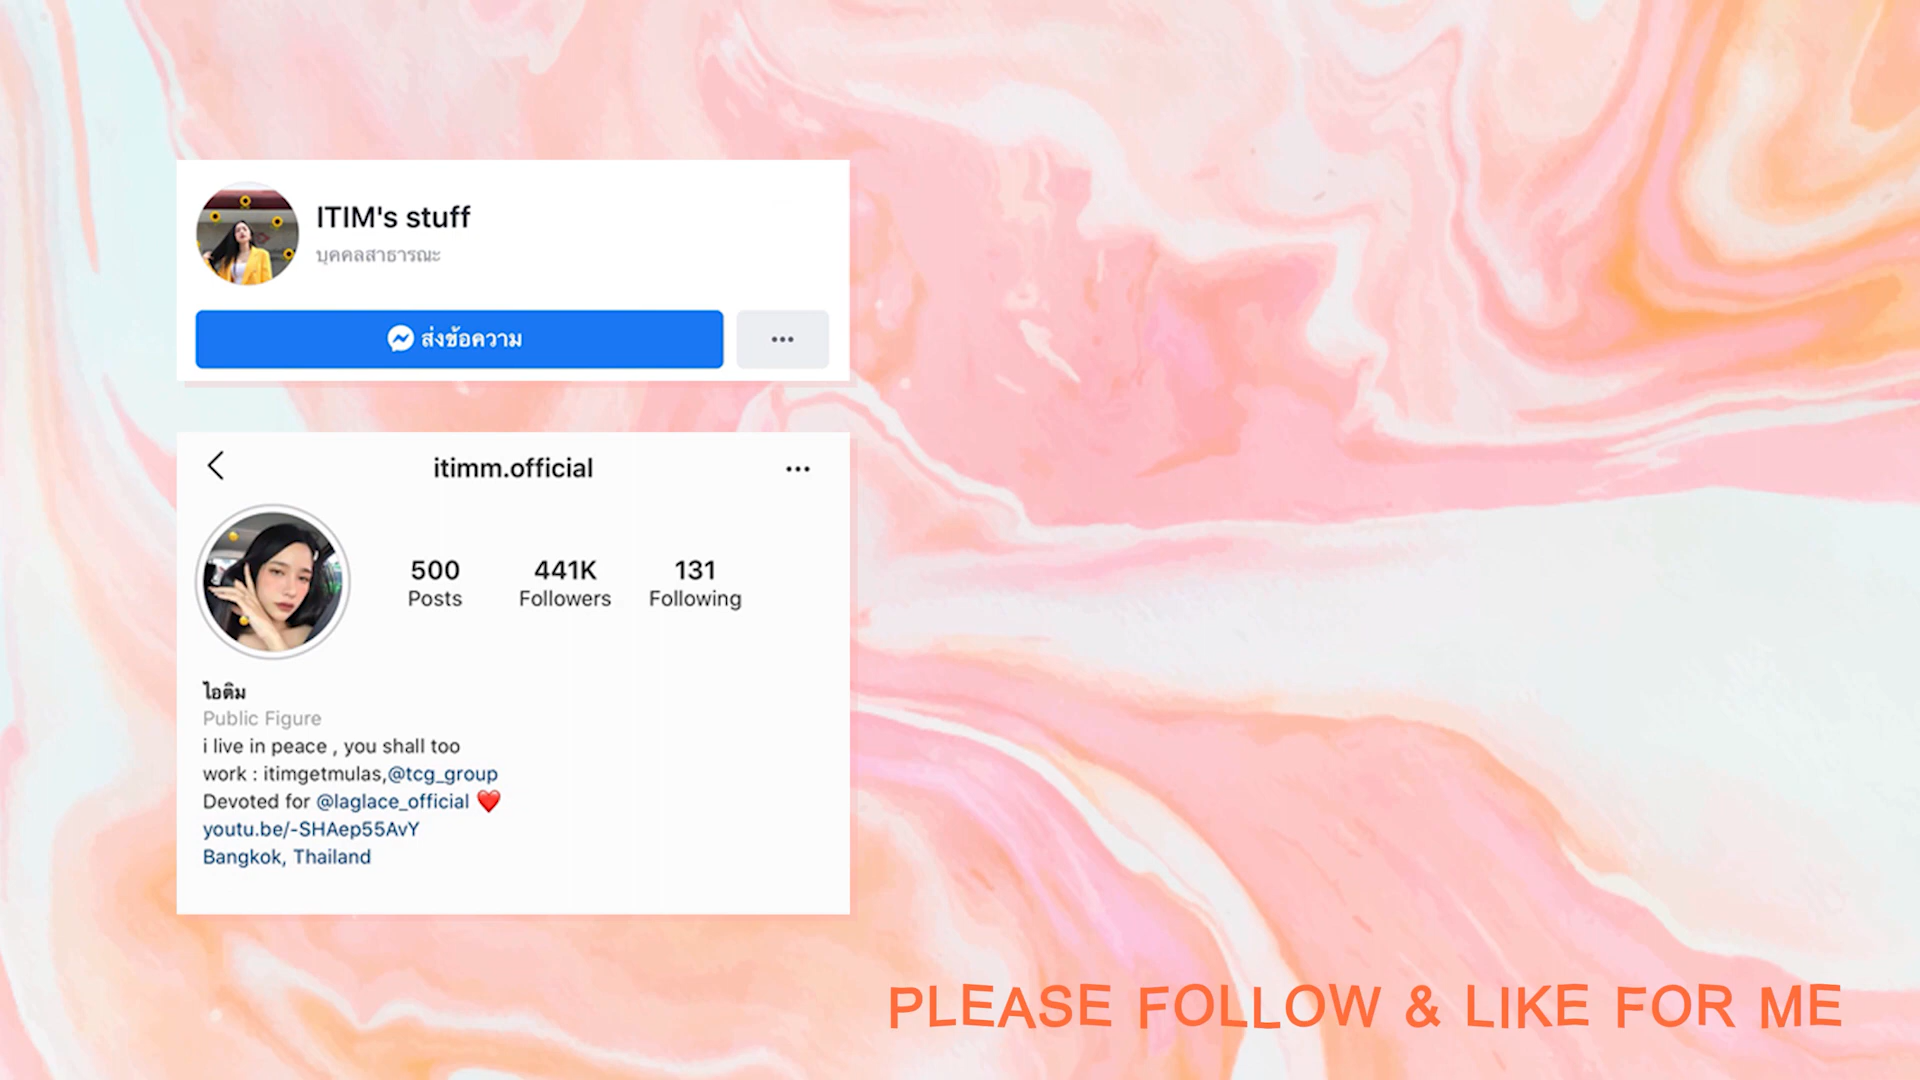 ITIM's stuff
บุคคลสาธารณะ
ส่งข้อความ
itimm.official
500 441K 131
Posts Followers Following
ไอติม
Public Figure
i live in peace , you shall too
work : itimgetmulas,@tcg_group
Devoted for @laglace_official ❤️
youtu.be/-SHAep55AvY
Bangkok, Thailand
PLEASE FOLLOW & LIKE FOR ME